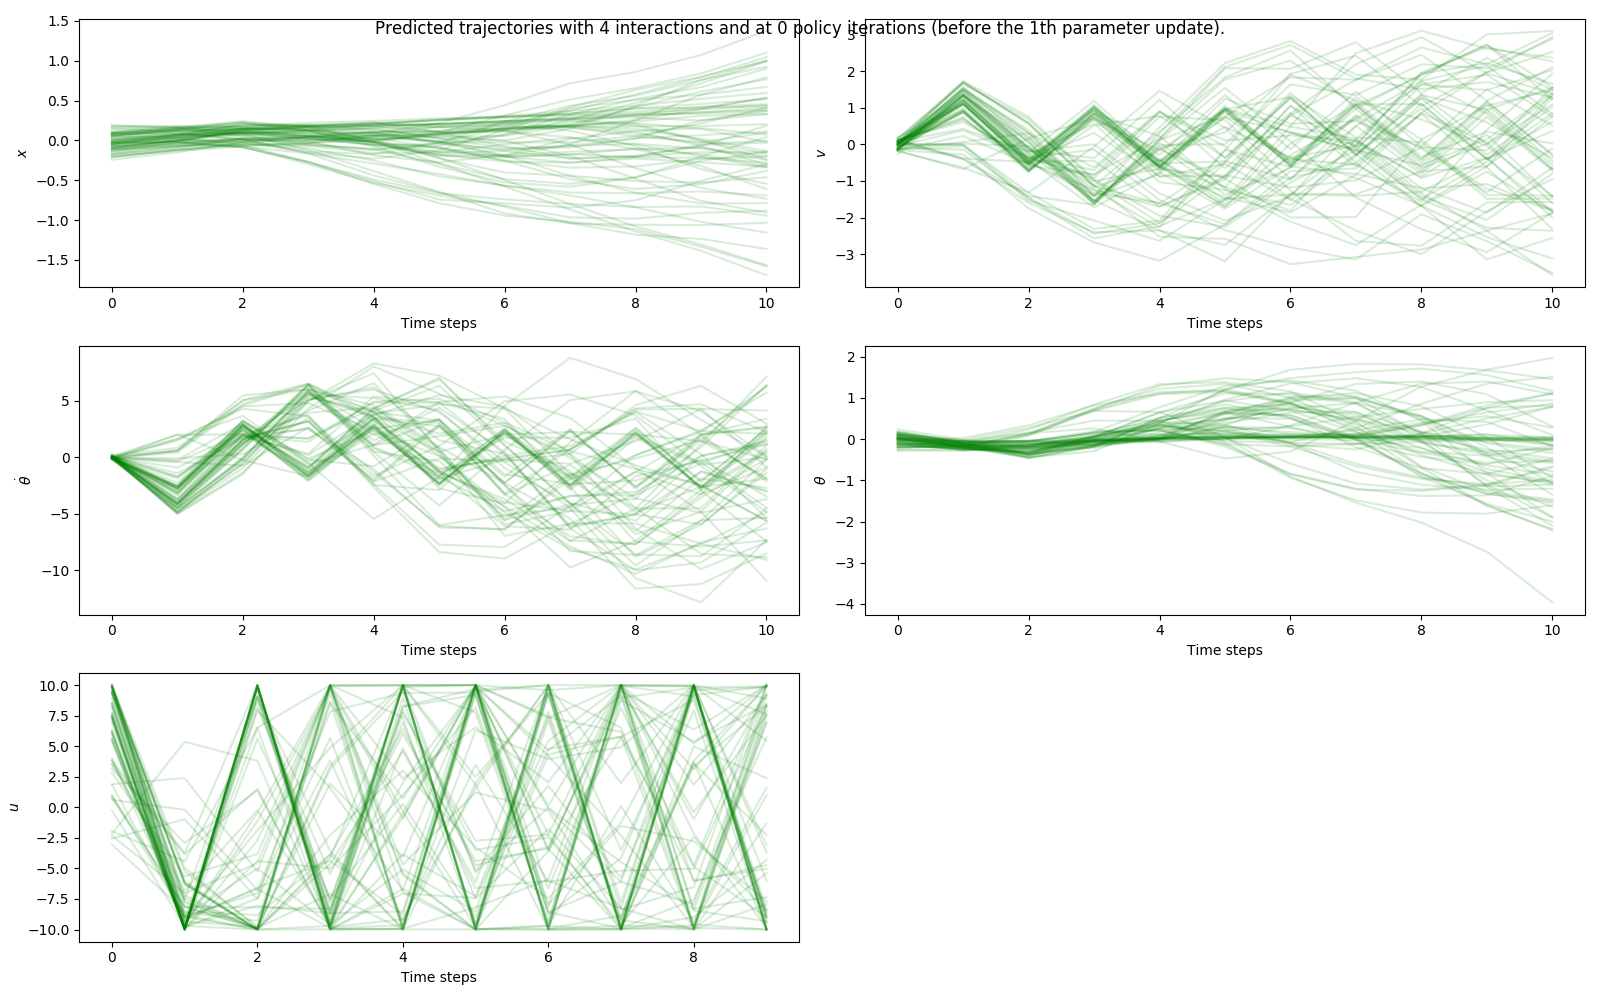 Predicted trajectories with 4 interactions and at 0 policy iterations (before the 1th parameter update).
1.5
1.0
0.5
0.0
−0.5
−1.0
−1.5
x
0 2 4 6 8 10
Time steps
3
2
1
0
−1
−2
−3
v
0 2 4 6 8 10
Time steps
5
0
−5
−10
θ̇
0 2 4 6 8 10
Time steps
2
1
0
−1
−2
−3
−4
θ
0 2 4 6 8 10
Time steps
10.0
7.5
5.0
2.5
0.0
−2.5
−5.0
−7.5
−10.0
u
0 2 4 6 8
Time steps